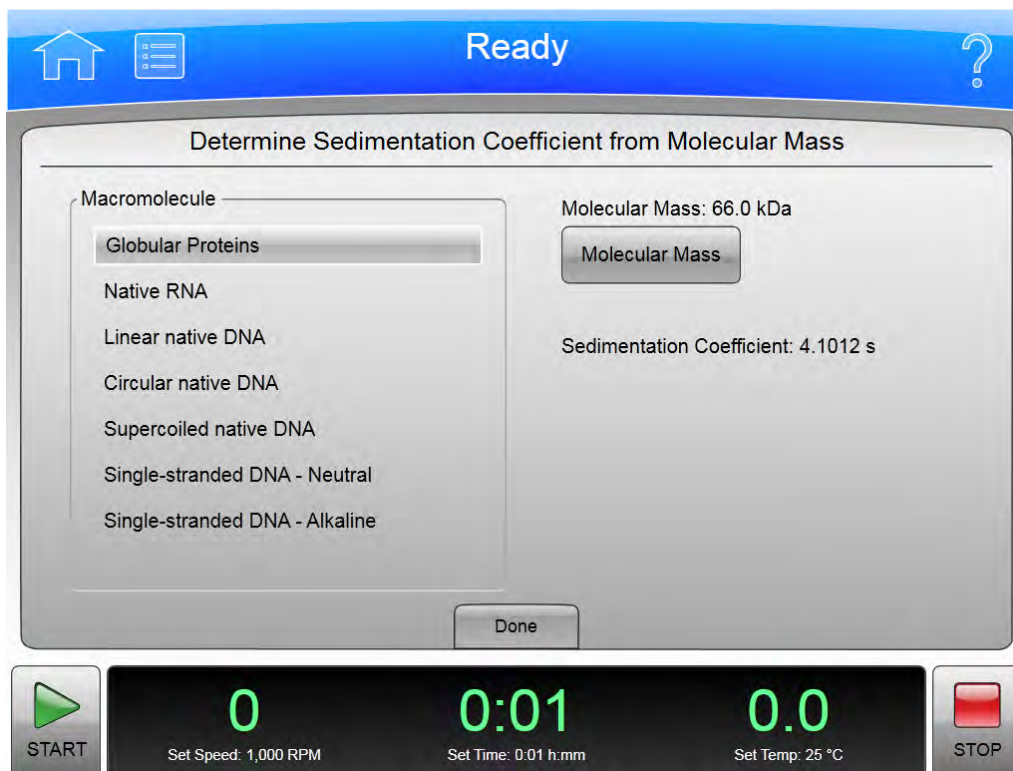 Ready
Determine Sedimentation Coefficient from Molecular Mass
Macromolecule
Globular Proteins
Native RNA
Linear native DNA
Circular native DNA
Supercoiled native DNA
Single-stranded DNA - Neutral
Single-stranded DNA - Alkaline
Molecular Mass: 66.0 kDa
Molecular Mass
Sedimentation Coefficient: 4.1012 s
Done
START
0
Set Speed: 1,000 RPM
0:01
Set Time: 0:01 h:mm
0.0
Set Temp: 25 °C
STOP